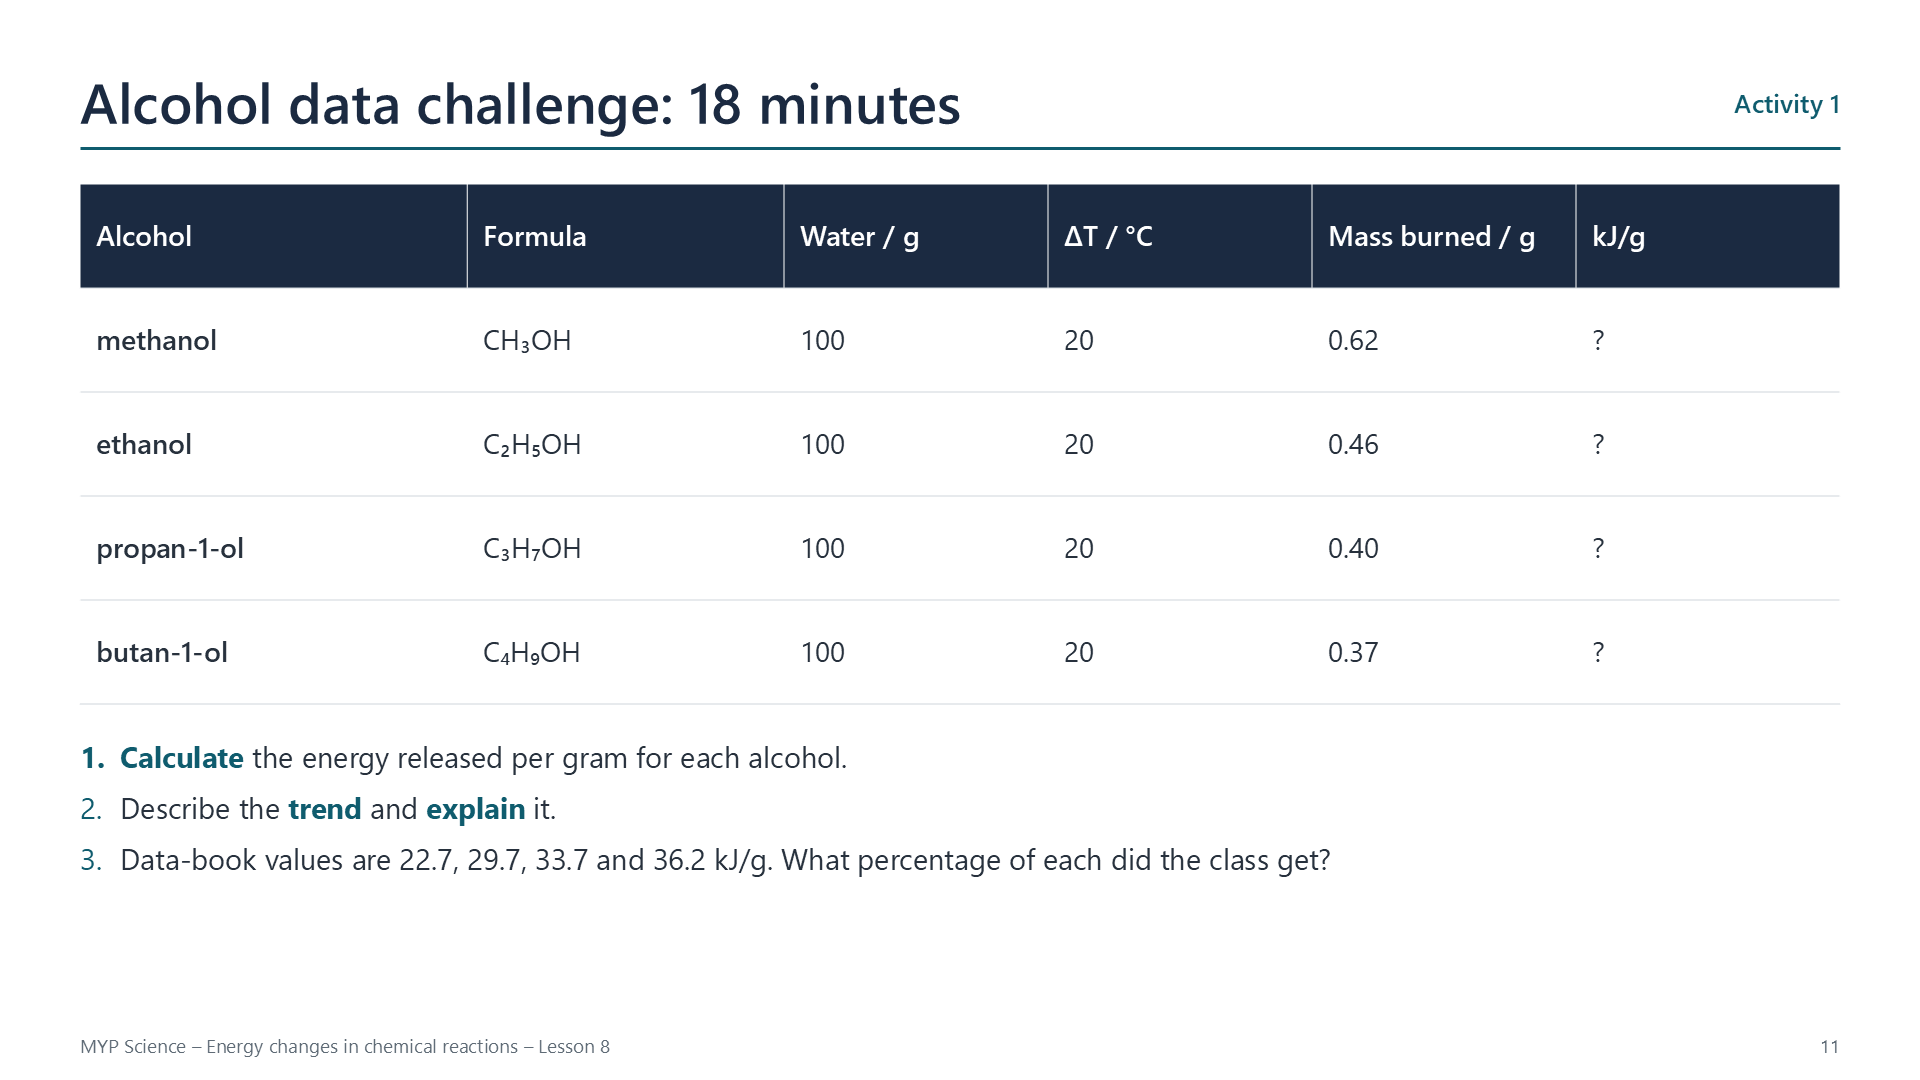 Alcohol data challenge: 18 minutes
Activity 1
Alcohol Formula Water / g ΔT / °C Mass burned / g kJ/g
methanol CH₃OH 100 20 0.62 ?
ethanol C₂H₅OH 100 20 0.46 ?
propan-1-ol C₃H₇OH 100 20 0.40 ?
butan-1-ol C₄H₉OH 100 20 0.37 ?
1. Calculate the energy released per gram for each alcohol.
2. Describe the trend and explain it.
3. Data-book values are 22.7, 29.7, 33.7 and 36.2 kJ/g. What percentage of each did the class get?
MYP Science – Energy changes in chemical reactions – Lesson 8
11